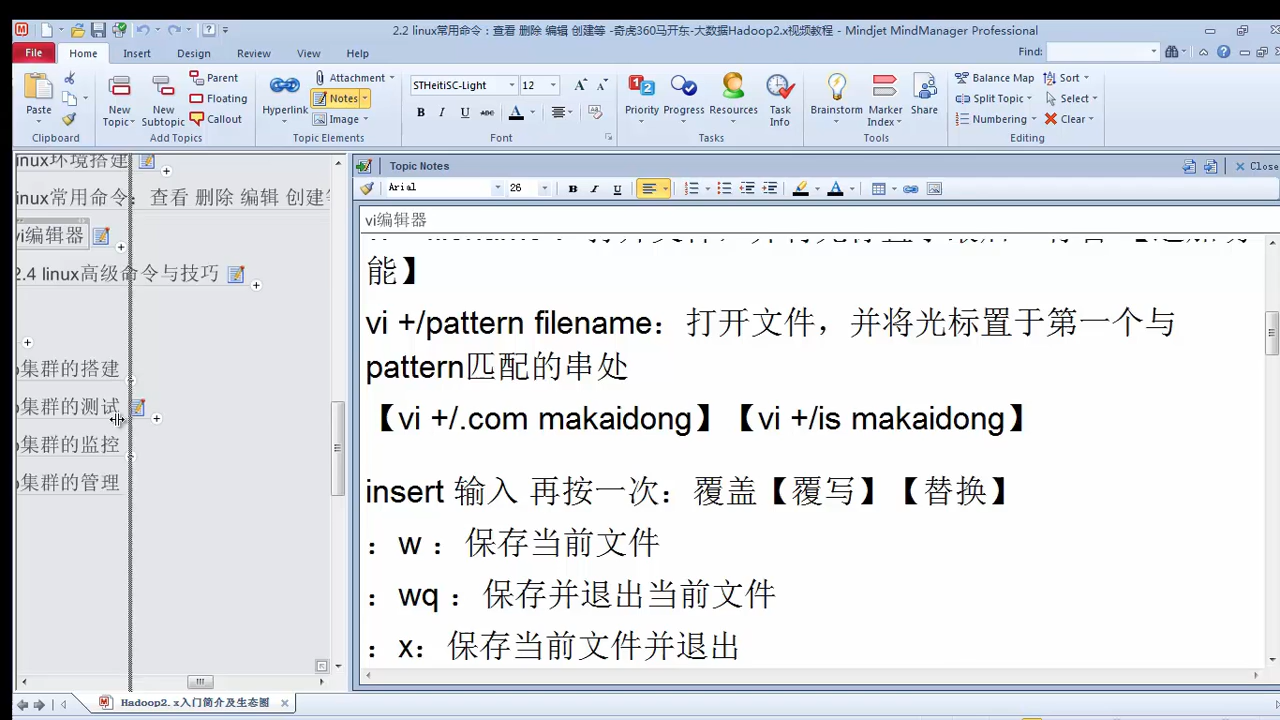 2.2 linux常用命令：查看 删除 编辑 创建等 -奇虎360马开东-大数据Hadoop2.x视频教程 - Mindjet MindManager Professional
File Home Insert Design Review View Help Find:
Paste
New Topic
New Subtopic
Parent
Floating
Callout
Hyperlink
Attachment
Notes
Image
STHeitiSC-Light 12
B I U abc A
Priority
Progress
Resources
Task Info
Brainstorm
Marker Index
Share
Balance Map
Split Topic
Numbering
Sort
Select
Clear
Clipboard Add Topics Topic Elements Font Tasks Tools Editing
inux环境搭建
inux常用命令： 查看 删除 编辑 创建等
vi编辑器
2.4 linux高级命令与技巧
集群的搭建
集群的测试
集群的监控
集群的管理
Topic Notes Close
Arial 26 B I U
vi编辑器
能】
vi +/pattern filename：打开文件，并将光标置于第一个与
pattern匹配的串处
【vi +/.com makaidong】【vi +/is makaidong】
insert 输入 再按一次：覆盖【覆写】【替换】
：w ：保存当前文件
：wq ：保存并退出当前文件
：x：保存当前文件并退出
Hadoop2.x入门简介及生态圈